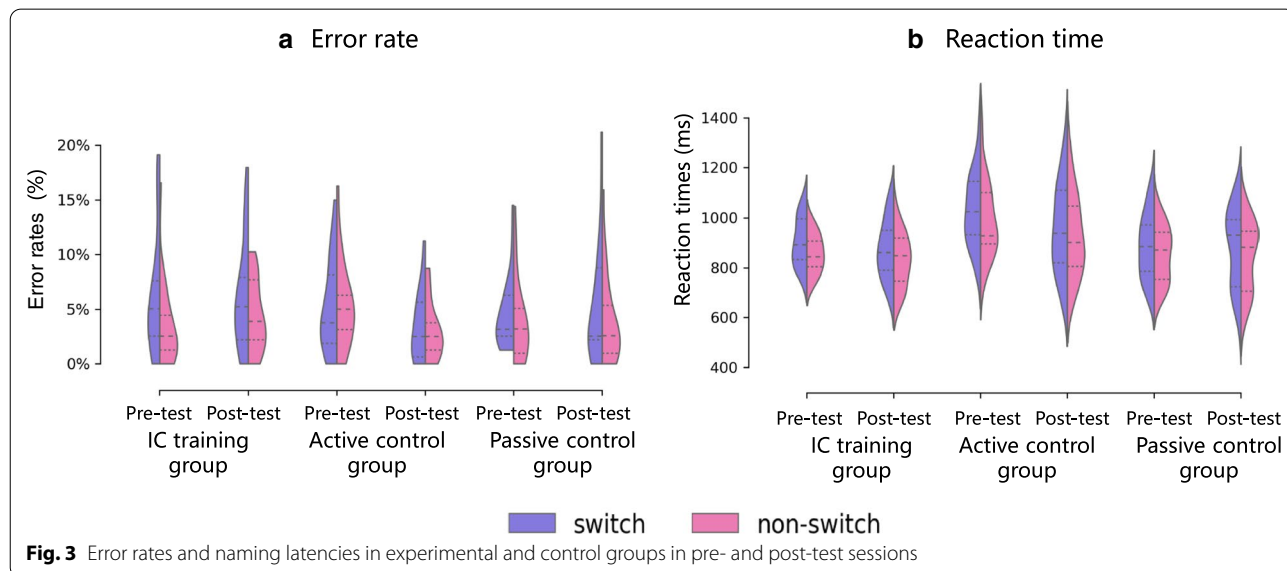 a Error rate
Error rates (%)
20%
15%
10%
5%
0%
Pre-test Post-test Pre-test Post-test Pre-test Post-test
IC training group
Active control group
Passive control group
b Reaction time
Reaction times (ms)
1400
1200
1000
800
600
400
Pre-test Post-test Pre-test Post-test Pre-test Post-test
IC training group
Active control group
Passive control group
switch non-switch
Fig. 3 Error rates and naming latencies in experimental and control groups in pre- and post-test sessions